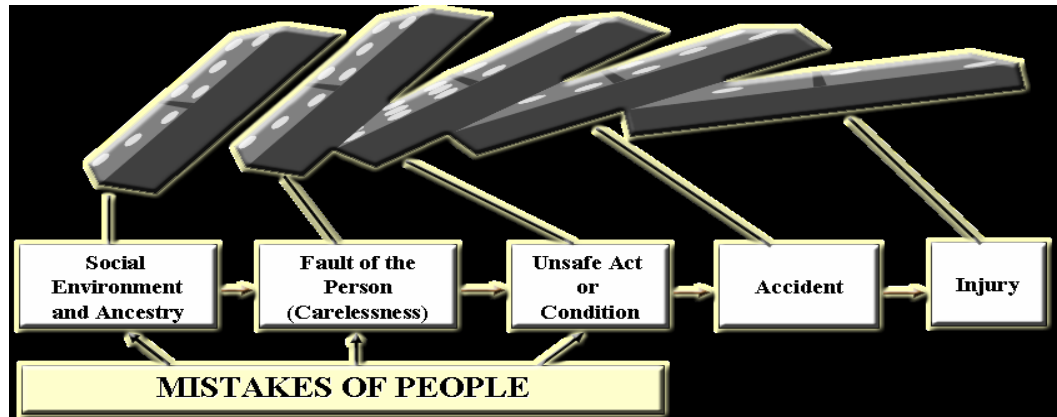 Social
Environment
and Ancestry
Fault of the
Person
(Carelessness)
Unsafe Act
or
Condition
Accident
Injury
MISTAKES OF PEOPLE